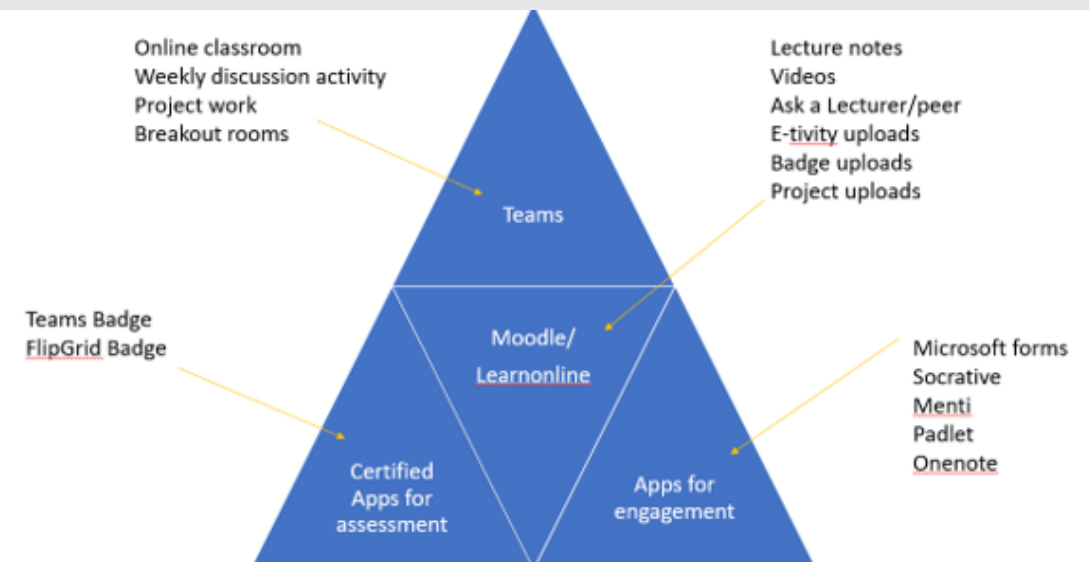 Online classroom
Weekly discussion activity
Project work
Breakout rooms
Lecture notes
Videos
Ask a Lecturer/peer
E-tivity uploads
Badge uploads
Project uploads
Teams
Teams Badge
FlipGrid Badge
Moodle/
Learnonline
Microsoft forms
Socrative
Menti
Padlet
Onenote
Certified
Apps for
assessment
Apps for
engagement